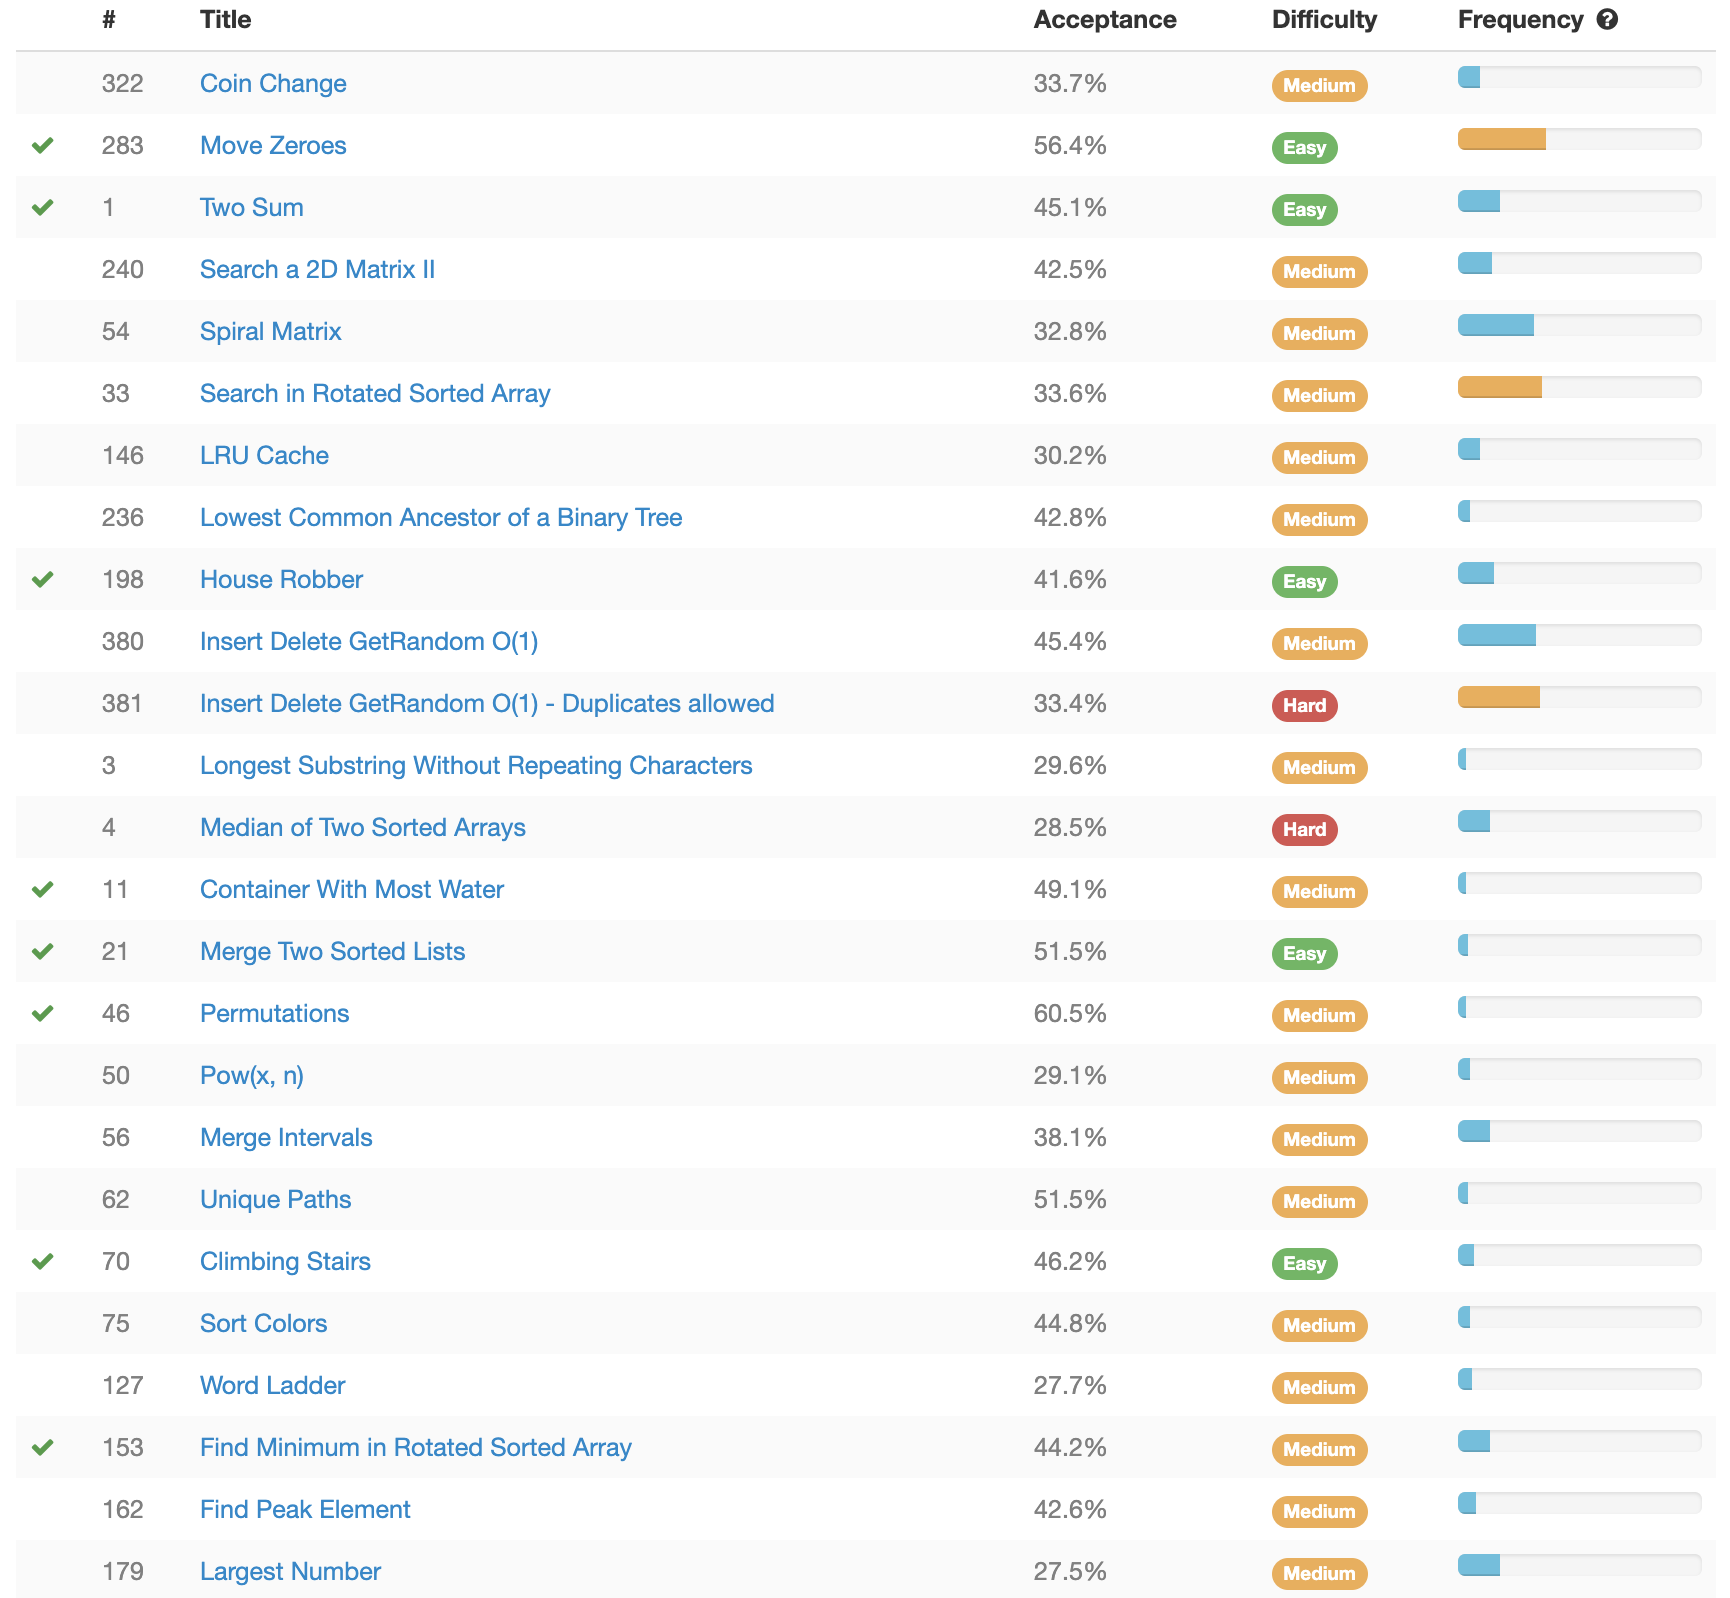 # Title Acceptance Difficulty Frequency ?
322 Coin Change 33.7% Medium
283 Move Zeroes 56.4% Easy
1 Two Sum 45.1% Easy
240 Search a 2D Matrix II 42.5% Medium
54 Spiral Matrix 32.8% Medium
33 Search in Rotated Sorted Array 33.6% Medium
146 LRU Cache 30.2% Medium
236 Lowest Common Ancestor of a Binary Tree 42.8% Medium
198 House Robber 41.6% Easy
380 Insert Delete GetRandom O(1) 45.4% Medium
381 Insert Delete GetRandom O(1) - Duplicates allowed 33.4% Hard
3 Longest Substring Without Repeating Characters 29.6% Medium
4 Median of Two Sorted Arrays 28.5% Hard
11 Container With Most Water 49.1% Medium
21 Merge Two Sorted Lists 51.5% Easy
46 Permutations 60.5% Medium
50 Pow(x, n) 29.1% Medium
56 Merge Intervals 38.1% Medium
62 Unique Paths 51.5% Medium
70 Climbing Stairs 46.2% Easy
75 Sort Colors 44.8% Medium
127 Word Ladder 27.7% Medium
153 Find Minimum in Rotated Sorted Array 44.2% Medium
162 Find Peak Element 42.6% Medium
179 Largest Number 27.5% Medium